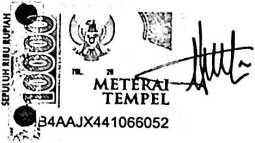 SEPULUH RIBU RUPIAH
10000
TGL. 20
METERAI
TEMPEL
B4AAJX441066052